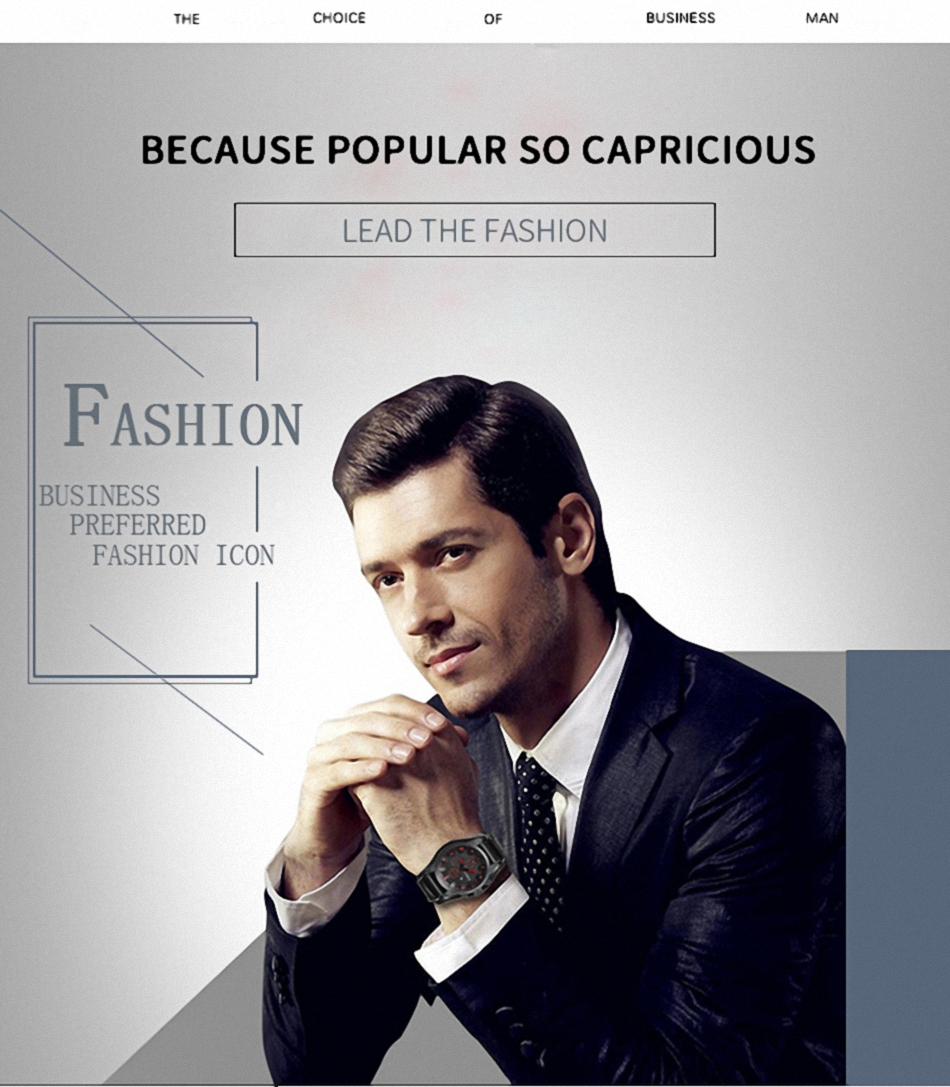 THE CHOICE OF BUSINESS MAN
BECAUSE POPULAR SO CAPRICIOUS
LEAD THE FASHION
FASHION
BUSINESS
PREFERRED
FASHION ICON